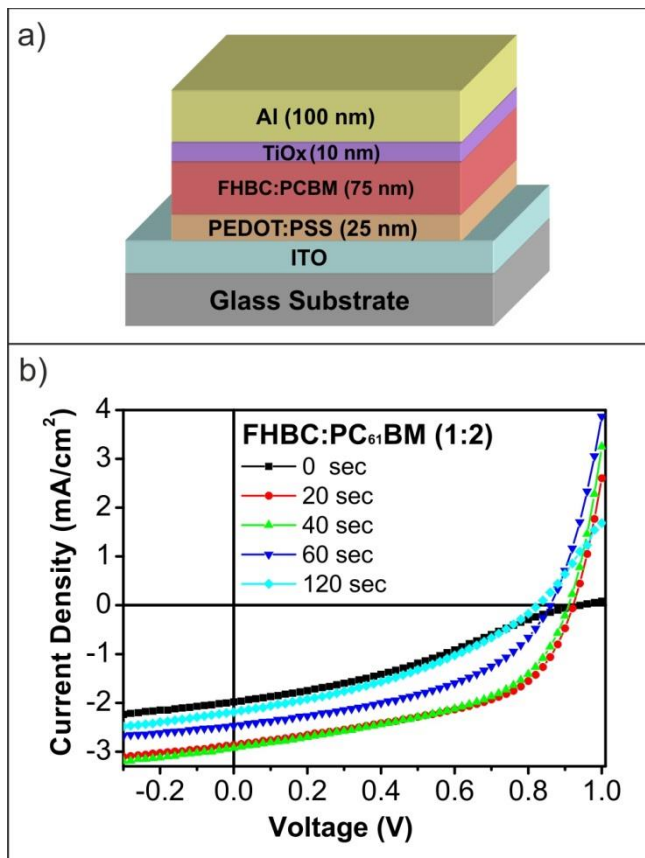 a)
Al (100 nm)
TiOx (10 nm)
FHBC:PCBM (75 nm)
PEDOT:PSS (25 nm)
ITO
Glass Substrate
b)
FHBC:PC₆₁BM (1:2)
0 sec
20 sec
40 sec
60 sec
120 sec
4
3
2
1
0
-1
-2
-3
Current Density (mA/cm²)
-0.2 0.0 0.2 0.4 0.6 0.8 1.0
Voltage (V)